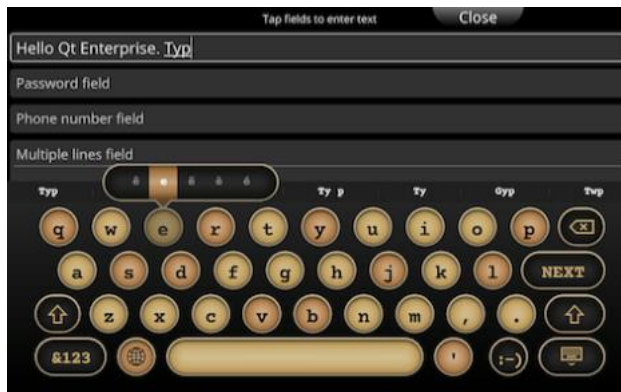 Tap fields to enter text Close
Hello Qt Enterprise. Typ
Password field
Phone number field
Multiple lines field
e
Typ Ty p Ty Gyp Twp
q w e r t y u i o p
a s d f g h j k l NEXT
z x c v b n m , .
&123 ' :-)